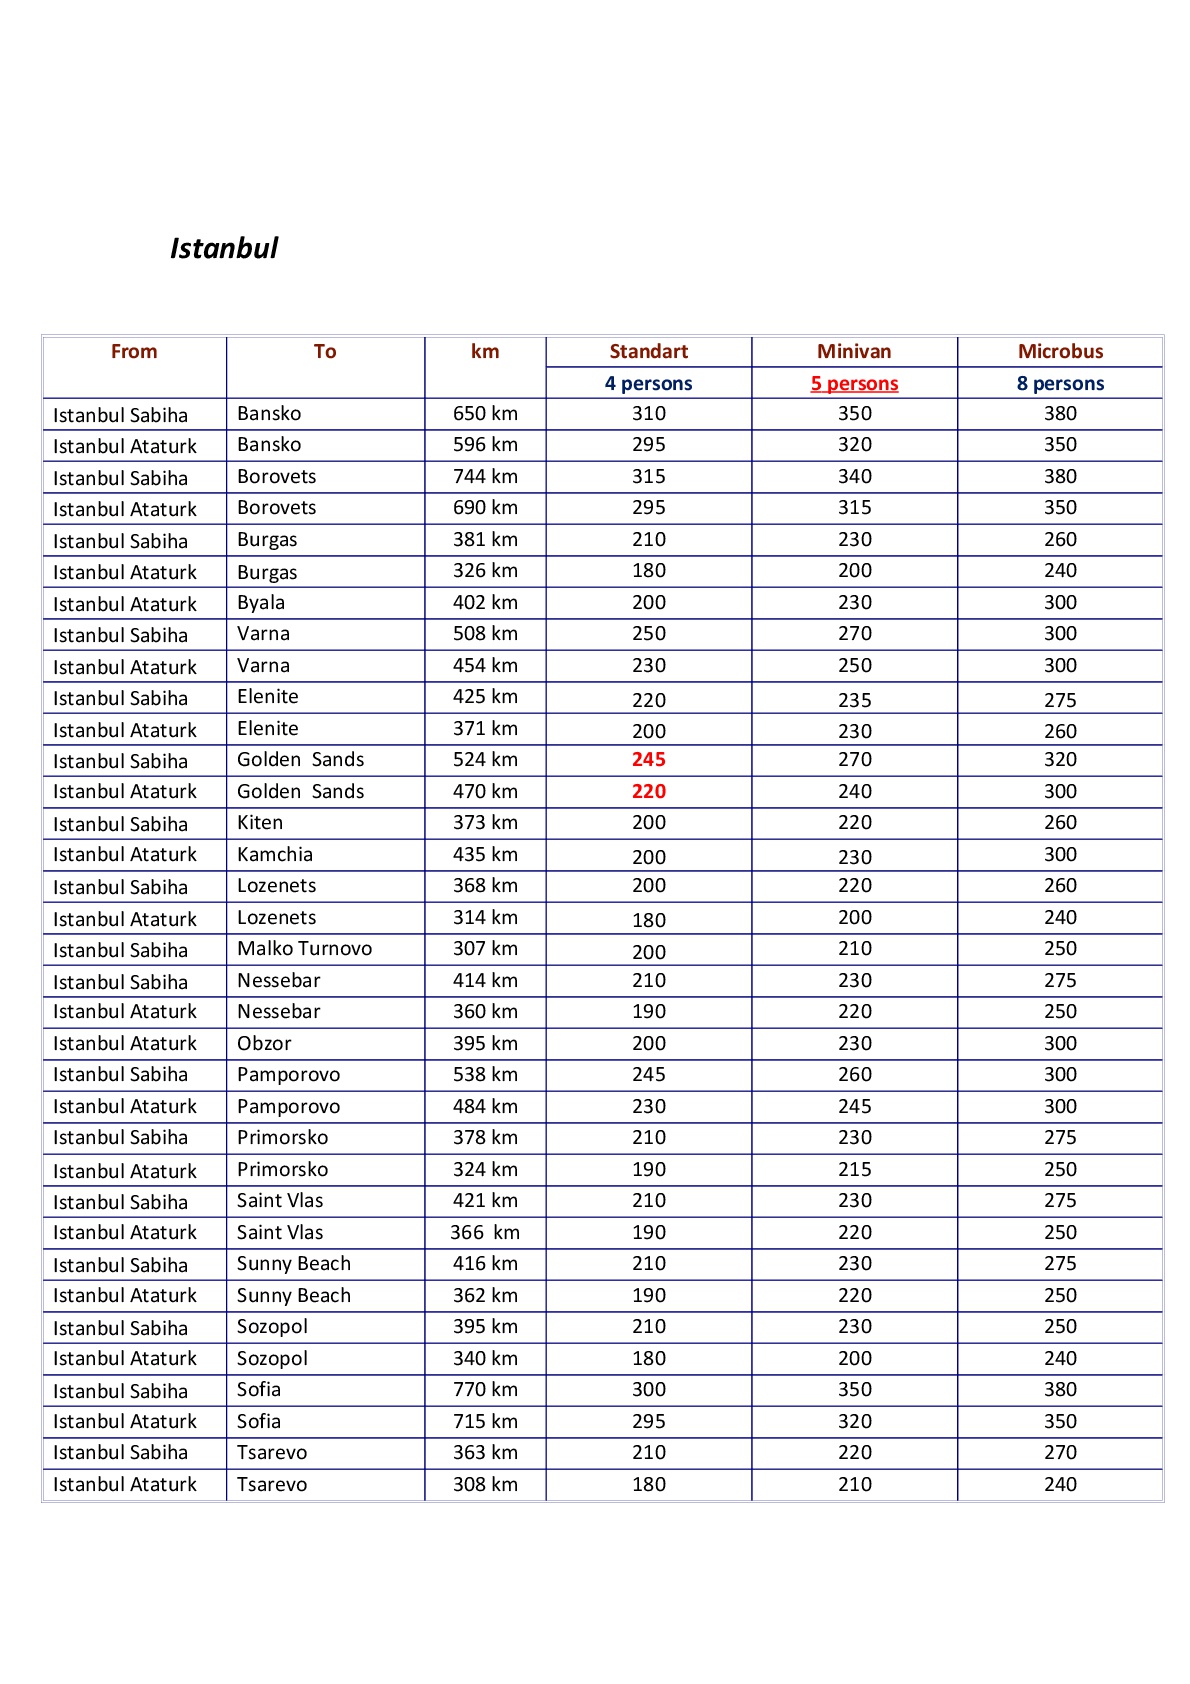 Istanbul
From To km Standart Minivan Microbus
4 persons 5 persons 8 persons
Istanbul Sabiha Bansko 650 km 310 350 380
Istanbul Ataturk Bansko 596 km 295 320 350
Istanbul Sabiha Borovets 744 km 315 340 380
Istanbul Ataturk Borovets 690 km 295 315 350
Istanbul Sabiha Burgas 381 km 210 230 260
Istanbul Ataturk Burgas 326 km 180 200 240
Istanbul Ataturk Byala 402 km 200 230 300
Istanbul Sabiha Varna 508 km 250 270 300
Istanbul Ataturk Varna 454 km 230 250 300
Istanbul Sabiha Elenite 425 km 220 235 275
Istanbul Ataturk Elenite 371 km 200 230 260
Istanbul Sabiha Golden Sands 524 km 245 270 320
Istanbul Ataturk Golden Sands 470 km 220 240 300
Istanbul Sabiha Kiten 373 km 200 220 260
Istanbul Ataturk Kamchia 435 km 200 230 300
Istanbul Sabiha Lozenets 368 km 200 220 260
Istanbul Ataturk Lozenets 314 km 180 200 240
Istanbul Sabiha Malko Turnovo 307 km 200 210 250
Istanbul Sabiha Nessebar 414 km 210 230 275
Istanbul Ataturk Nessebar 360 km 190 220 250
Istanbul Ataturk Obzor 395 km 200 230 300
Istanbul Sabiha Pamporovo 538 km 245 260 300
Istanbul Ataturk Pamporovo 484 km 230 245 300
Istanbul Sabiha Primorsko 378 km 210 230 275
Istanbul Ataturk Primorsko 324 km 190 215 250
Istanbul Sabiha Saint Vlas 421 km 210 230 275
Istanbul Ataturk Saint Vlas 366 km 190 220 250
Istanbul Sabiha Sunny Beach 416 km 210 230 275
Istanbul Ataturk Sunny Beach 362 km 190 220 250
Istanbul Sabiha Sozopol 395 km 210 230 250
Istanbul Ataturk Sozopol 340 km 180 200 240
Istanbul Sabiha Sofia 770 km 300 350 380
Istanbul Ataturk Sofia 715 km 295 320 350
Istanbul Sabiha Tsarevo 363 km 210 220 270
Istanbul Ataturk Tsarevo 308 km 180 210 240